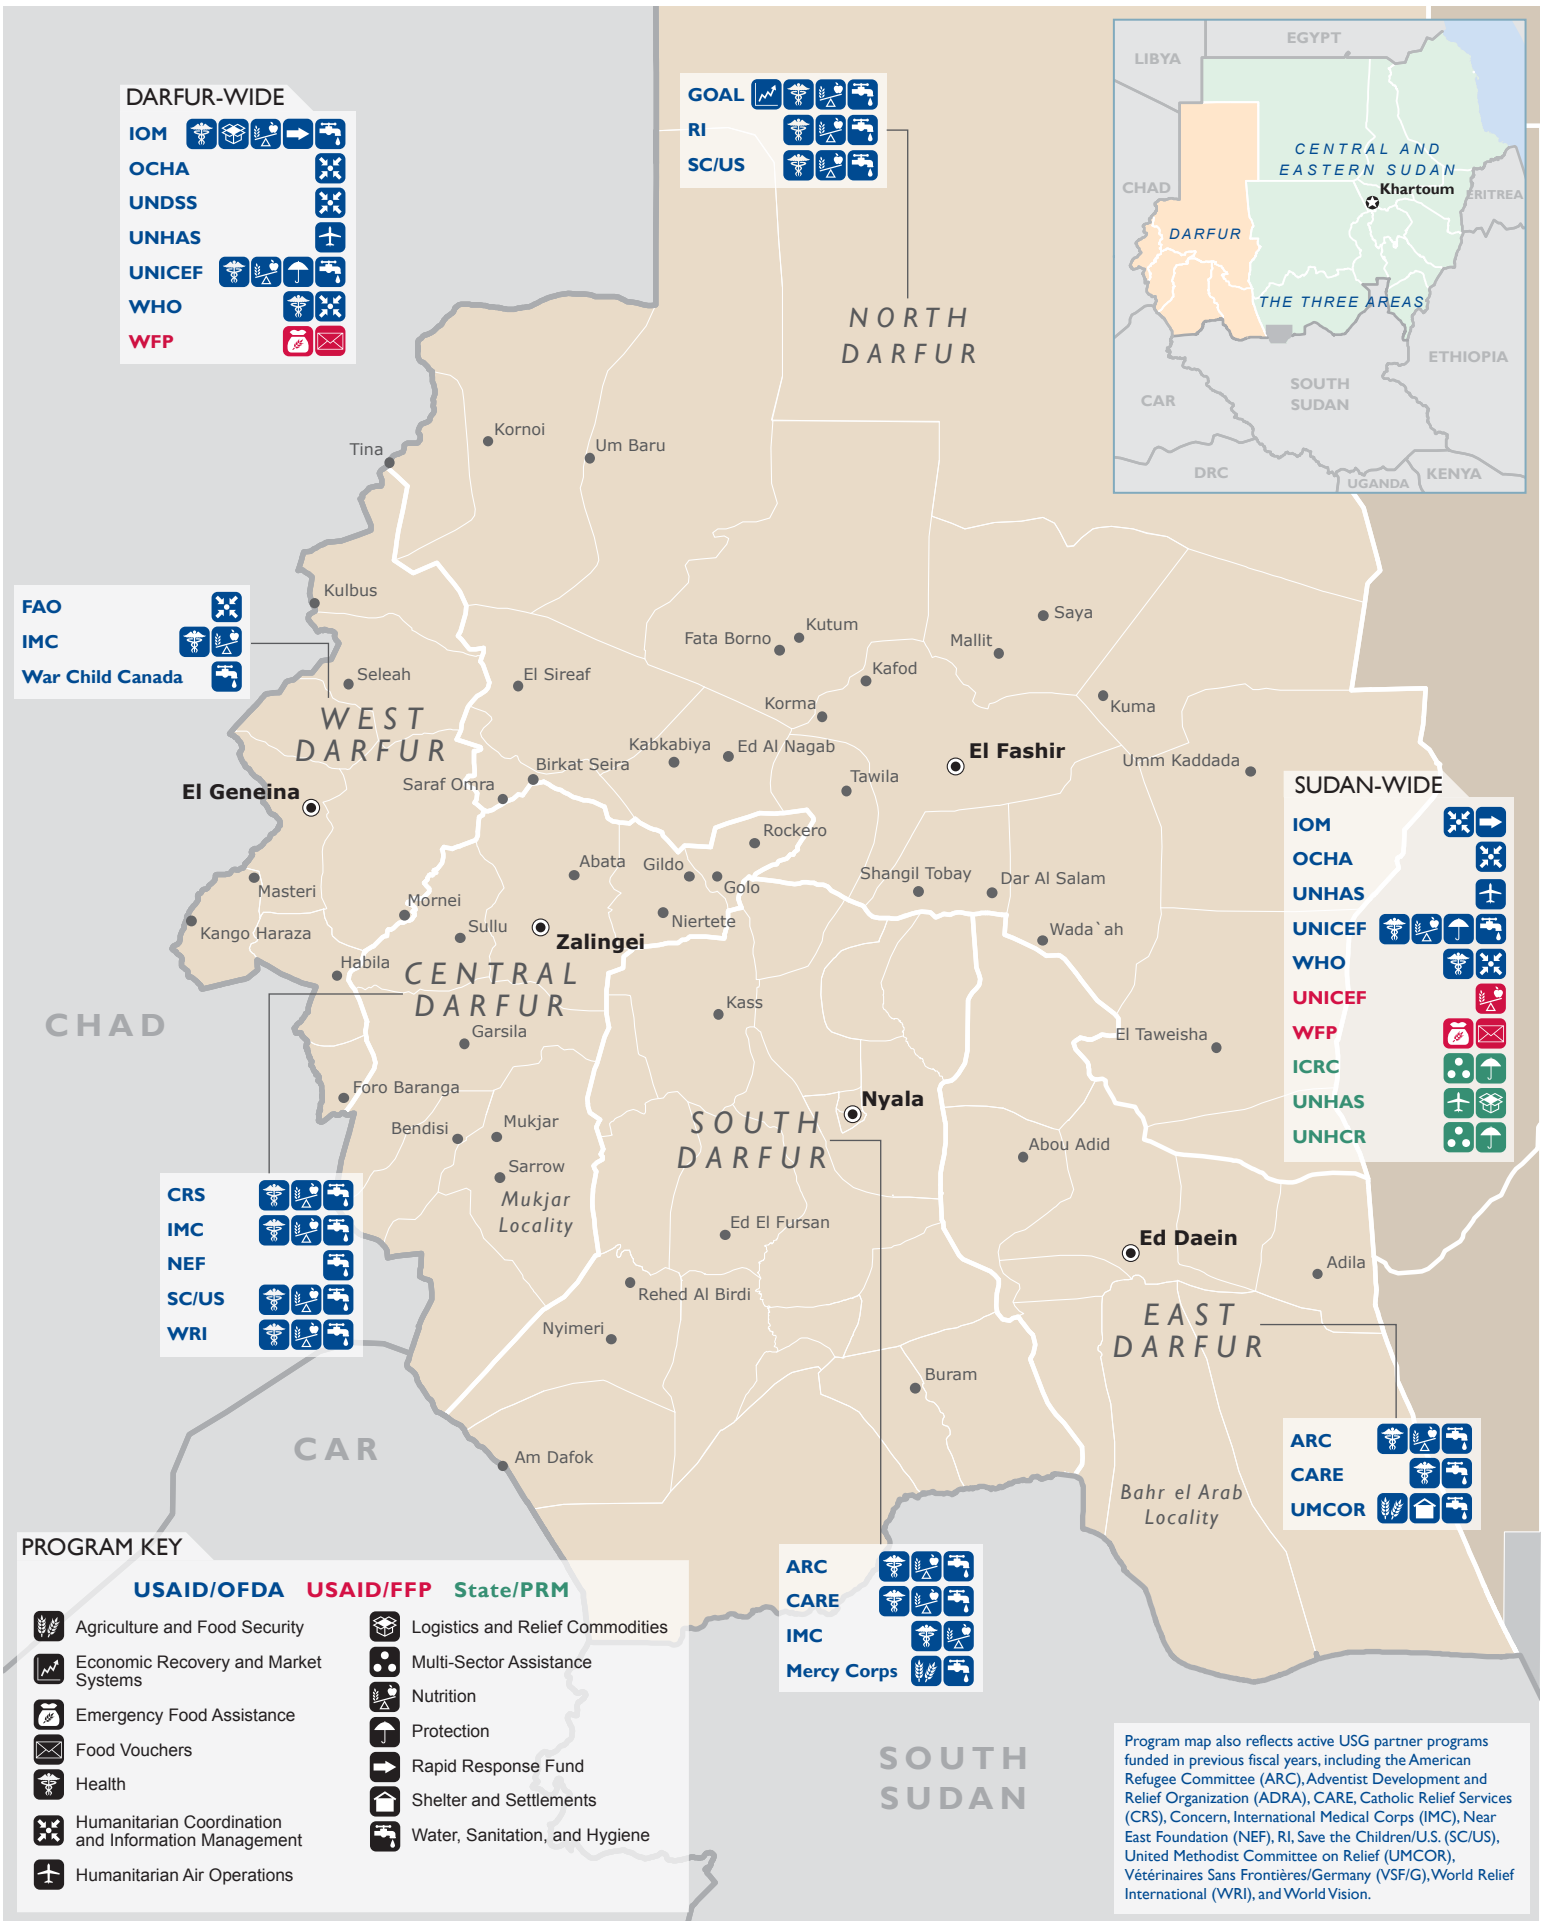 DARFUR-WIDE
IOM
OCHA
UNDSS
UNHAS
UNICEF
WHO
WFP
GOAL
RI
SC/US
LIBYA
EGYPT
CHAD
CENTRAL AND
EASTERN SUDAN
Khartoum
ERITREA
DARFUR
THE THREE AREAS
ETHIOPIA
SOUTH
SUDAN
CAR
DRC
UGANDA
KENYA
NORTH
DARFUR
Kornoi
Um Baru
Tina
Kulbus
FAO
IMC
War Child Canada
Seleah
WEST
DARFUR
El Sireaf
Fata Borno
Kutum
Saya
Mallit
Kafod
Korma
Kuma
Kabkabiya
Ed Al Nagab
El Fashir
Umm Kaddada
Birkat Seira
Saraf Omra
Tawila
El Geneina
Rockero
Abata
Gildo
Golo
Shangil Tobay
Dar Al Salam
Masteri
Mornei
Niertete
Kango Haraza
Sullu
Zalingei
Wada`ah
Habila
CENTRAL
DARFUR
Kass
CHAD
Garsila
El Taweisha
Foro Baranga
Nyala
Bendisi
Mukjar
SOUTH
DARFUR
Abou Adid
Sarrow
Mukjar
Locality
Ed El Fursan
Ed Daein
Adila
Rehed Al Birdi
Nyimeri
EAST
DARFUR
Buram
Am Dafok
CAR
Bahr el Arab
Locality
SUDAN-WIDE
IOM
OCHA
UNHAS
UNICEF
WHO
UNICEF
WFP
ICRC
UNHAS
UNHCR
CRS
IMC
NEF
SC/US
WRI
ARC
CARE
UMCOR
ARC
CARE
IMC
Mercy Corps
SOUTH
SUDAN
PROGRAM KEY
USAID/OFDA USAID/FFP State/PRM
Agriculture and Food Security
Economic Recovery and Market
Systems
Emergency Food Assistance
Food Vouchers
Health
Humanitarian Coordination
and Information Management
Humanitarian Air Operations
Logistics and Relief Commodities
Multi-Sector Assistance
Nutrition
Protection
Rapid Response Fund
Shelter and Settlements
Water, Sanitation, and Hygiene
Program map also reflects active USG partner programs
funded in previous fiscal years, including the American
Refugee Committee (ARC), Adventist Development and
Relief Organization (ADRA), CARE, Catholic Relief Services
(CRS), Concern, International Medical Corps (IMC), Near
East Foundation (NEF), RI, Save the Children/U.S. (SC/US),
United Methodist Committee on Relief (UMCOR),
Vétérinaires Sans Frontières/Germany (VSF/G), World Relief
International (WRI), and World Vision.